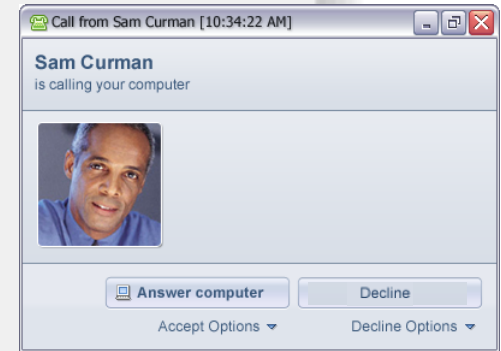 Call from Sam Curman [10:34:22 AM]
Sam Curman
is calling your computer
Answer computer
Decline
Accept Options
Decline Options